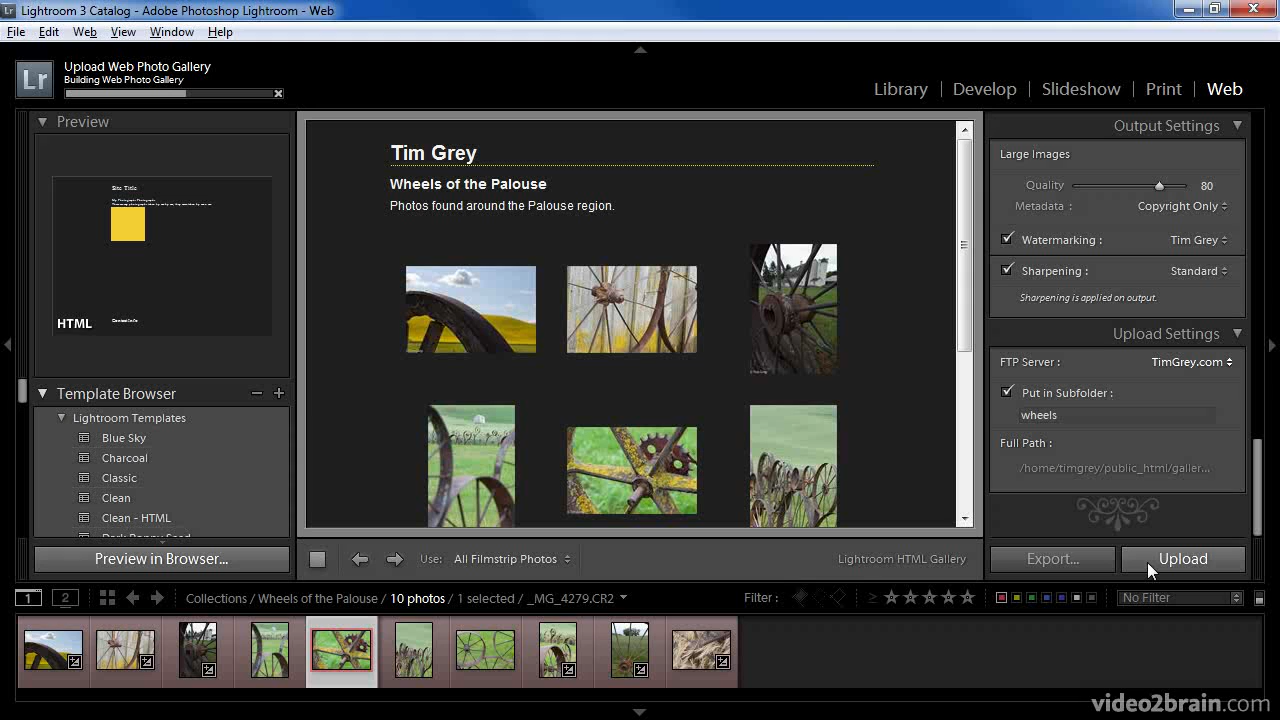 Lr Lightroom 3 Catalog - Adobe Photoshop Lightroom - Web
File Edit Web View Window Help
Lr
Upload Web Photo Gallery
Building Web Photo Gallery
Library | Develop | Slideshow | Print | Web
Preview
Site Title
HTML
Contact Info
Template Browser
Lightroom Templates
Blue Sky
Charcoal
Classic
Clean
Clean - HTML
Preview in Browser...
Tim Grey
Wheels of the Palouse
Photos found around the Palouse region.
Use: All Filmstrip Photos
Lightroom HTML Gallery
Output Settings
Large Images
Quality 80
Metadata : Copyright Only
Watermarking : Tim Grey
Sharpening : Standard
Sharpening is applied on output.
Upload Settings
FTP Server : TimGrey.com
Put in Subfolder :
wheels
Full Path :
/home/timgrey/public_html/galler...
Export...
Upload
1 2 Collections / Wheels of the Palouse / 10 photos / 1 selected / _MG_4279.CR2
Filter : ≥ ★★★★★ No Filter
video2brain.com